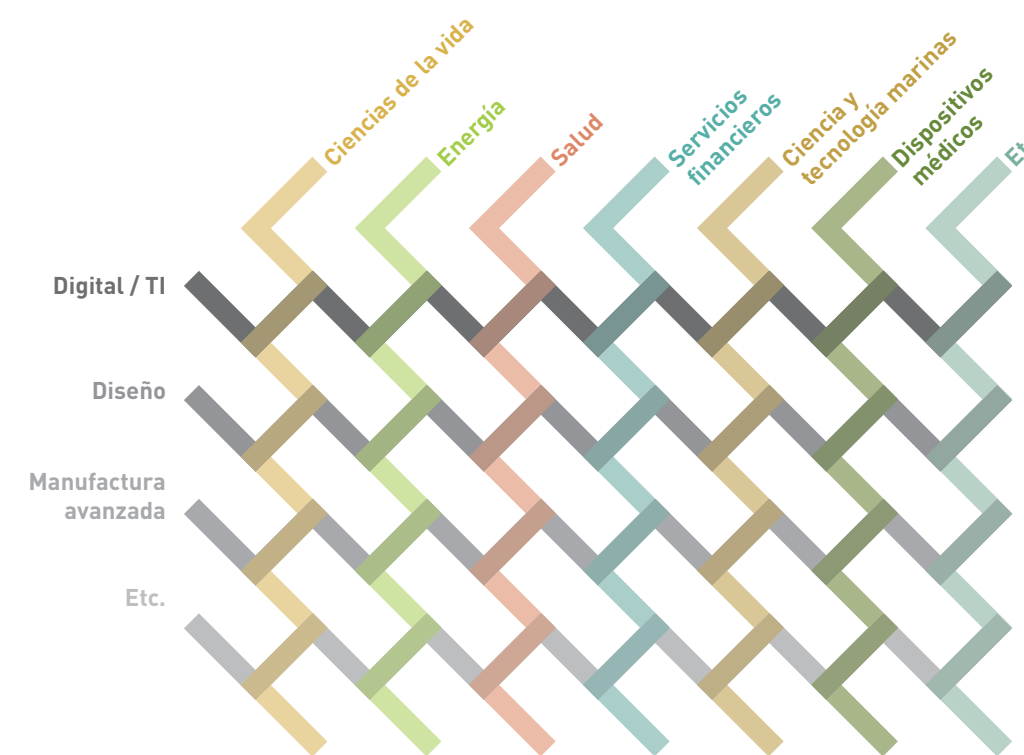 Ciencias de la vida
Energía
Salud
Servicios
financieros
Ciencia y
tecnología marinas
Dispositivos
médicos
Digital / TI
Diseño
Manufactura
avanzada
Etc.